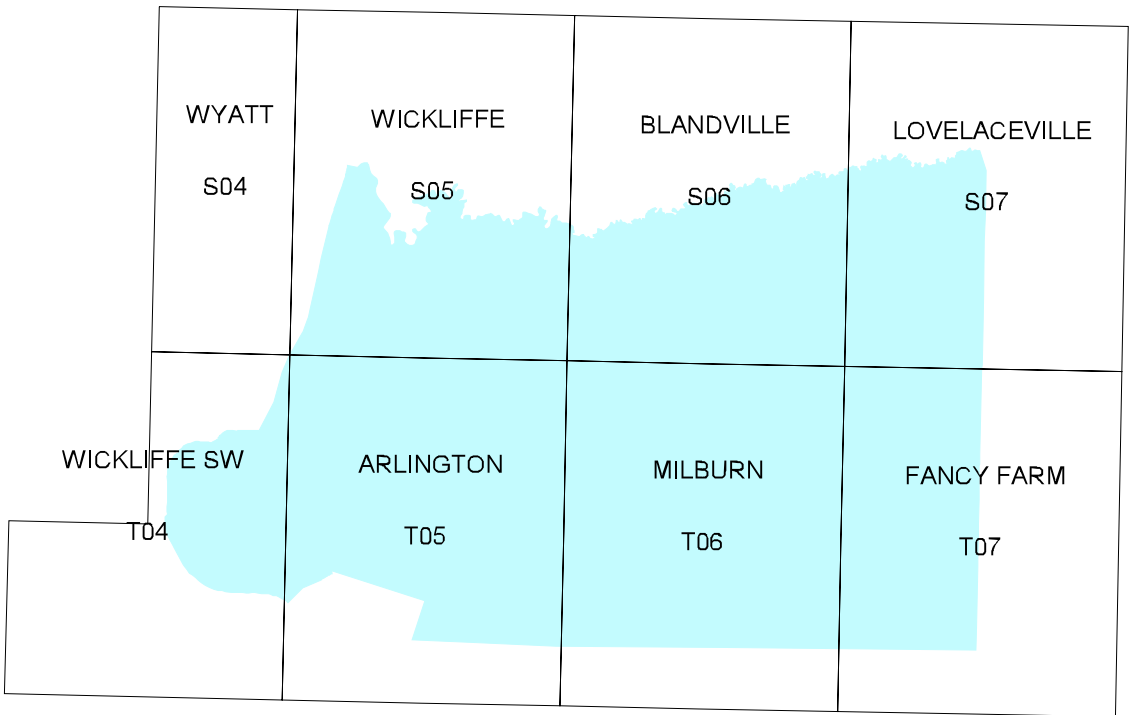 WYATT
S04
WICKLIFFE
S05
BLANDVILLE
S06
LOVELACEVILLE
S07
WICKLIFFE SW
T04
ARLINGTON
T05
MILBURN
T06
FANCY FARM
T07